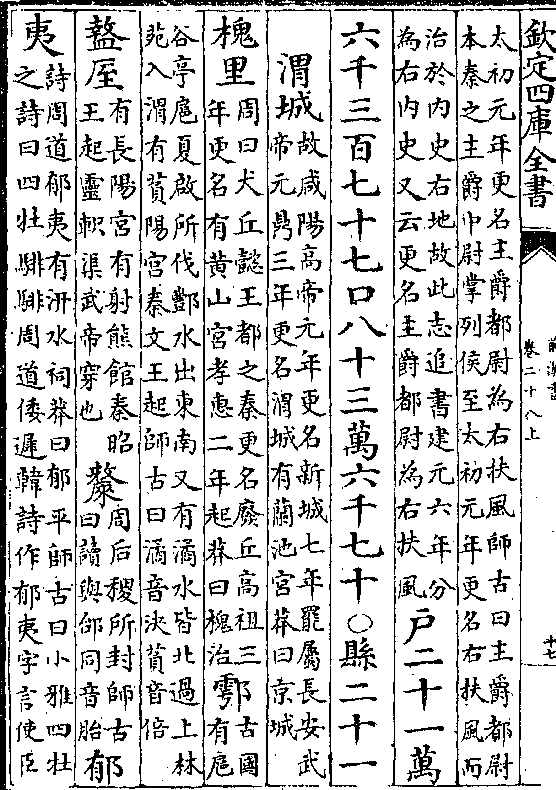 欽定四庫全書
前漢書
卷二十八上
十七
太初元年更名主爵都尉為右扶風師古曰主爵都尉
本秦之主爵中尉掌列侯至太初元年更名右扶風而
治於内史右地故此志追書建元六年分
為右内史又云更名主爵都尉為右扶風
戸二十一萬
六千三百七十七口八十三萬六千七十〇縣二十一
渭城
故咸陽高帝元年更名新城七年罷屬長安武
帝元鼎三年更名渭城有蘭池宮莽曰京城
槐里
周曰犬丘懿王都之秦更名廢丘高祖三
年更名有黄山宮孝惠二年起莽曰槐治
鄠
古國
有扈
谷亭扈夏啟所伐酆水出東南又有潏水皆北過上林
苑入渭有萯陽宮秦文王起師古曰潏音決萯音倍
盩厔
有長陽宮有射熊館秦昭
王起靈軹渠武帝穿也
斄
周后稷所封師古
曰讀與邰同音胎
郁
夷
詩周道郁夷有汧水祠莽曰郁平師古曰小雅四牡
之詩曰四牡騑騑周道倭遲韓詩作郁夷字言使臣